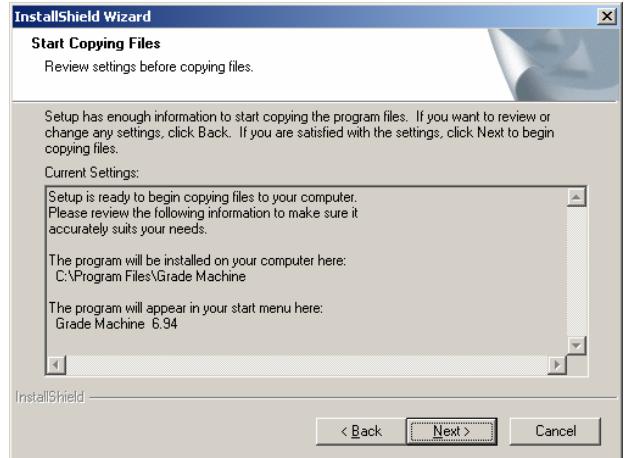 InstallShield Wizard
Start Copying Files
Review settings before copying files.
Setup has enough information to start copying the program files. If you want to review or
change any settings, click Back. If you are satisfied with the settings, click Next to begin
copying files.
Current Settings:
Setup is ready to begin copying files to your computer.
Please review the following information to make sure it
accurately suits your needs.
The program will be installed on your computer here:
C:\Program Files\Grade Machine
The program will appear in your start menu here:
Grade Machine 6.94
InstallShield
< Back Next > Cancel